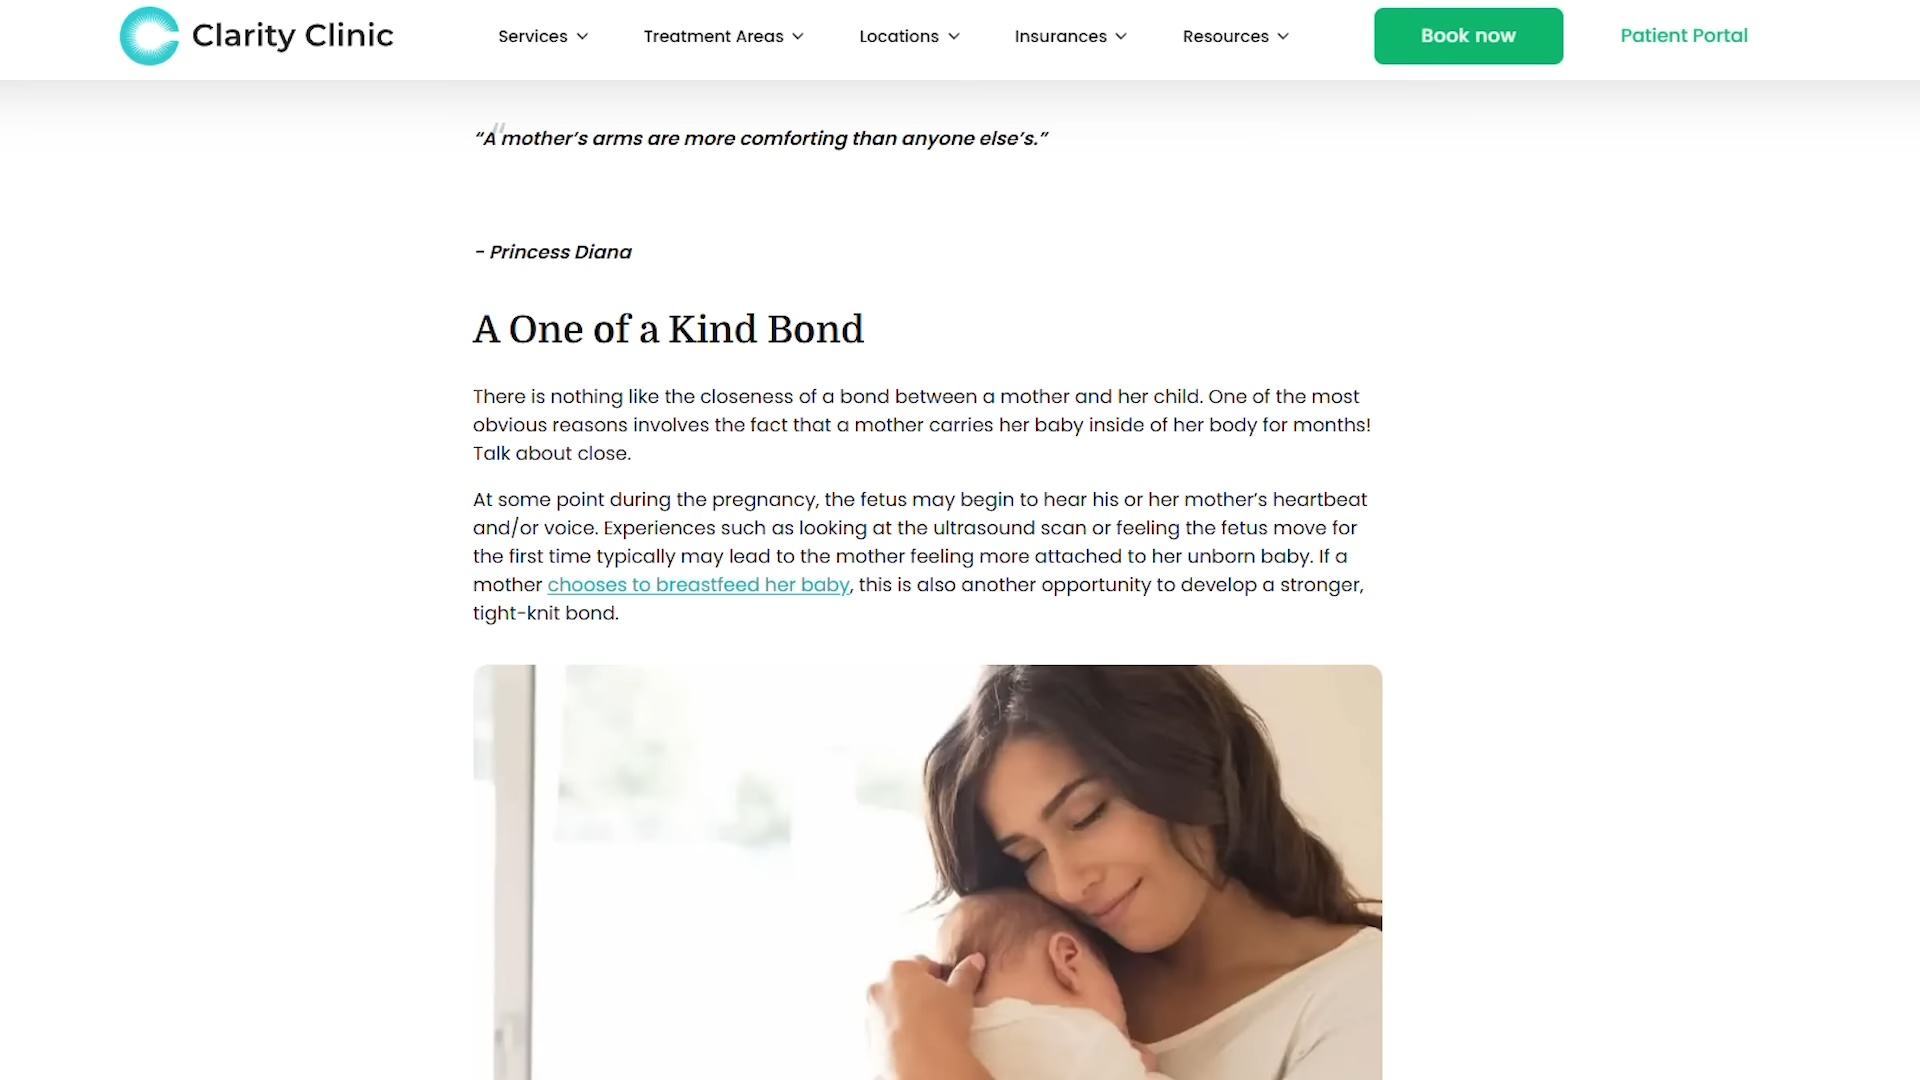 Clarity Clinic
Services
Treatment Areas
Locations
Insurances
Resources
Book now
Patient Portal
“A mother’s arms are more comforting than anyone else’s.”
- Princess Diana
A One of a Kind Bond
There is nothing like the closeness of a bond between a mother and her child. One of the most
obvious reasons involves the fact that a mother carries her baby inside of her body for months!
Talk about close.
At some point during the pregnancy, the fetus may begin to hear his or her mother’s heartbeat
and/or voice. Experiences such as looking at the ultrasound scan or feeling the fetus move for
the first time typically may lead to the mother feeling more attached to her unborn baby. If a
mother chooses to breastfeed her baby, this is also another opportunity to develop a stronger,
tight-knit bond.